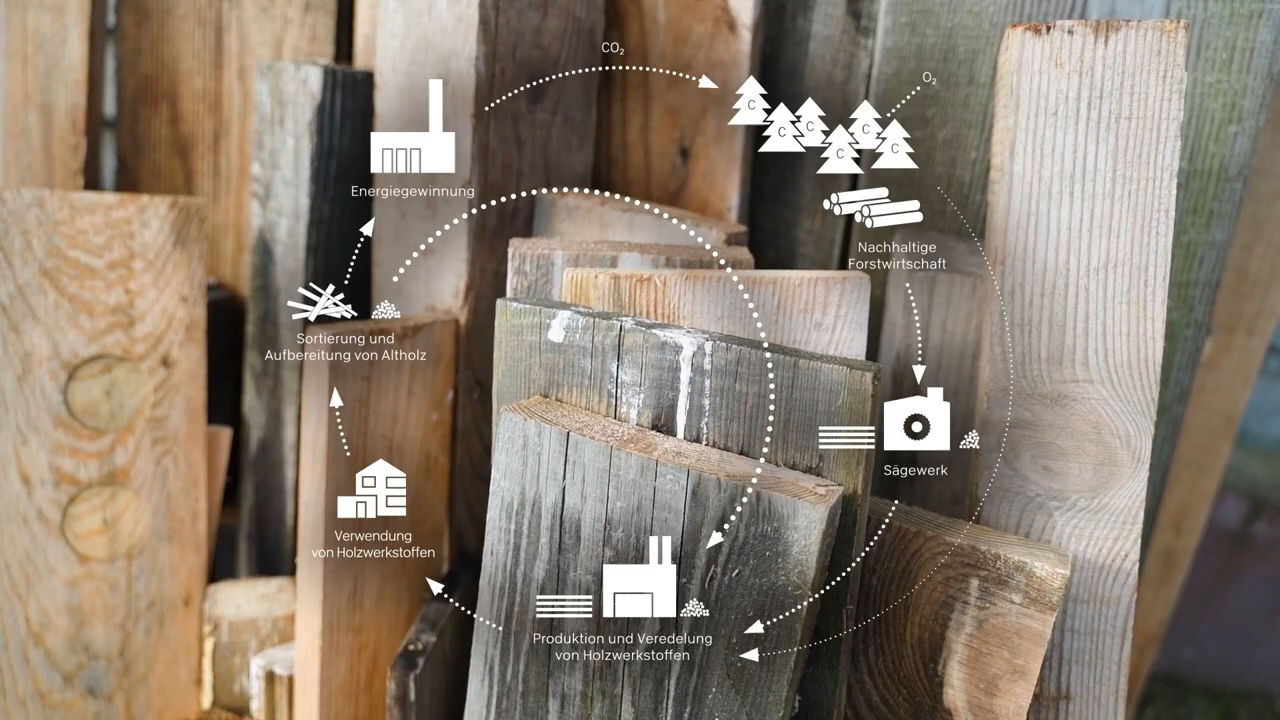 CO₂
O₂
C
C
C
C
C
C
Energiegewinnung
Nachhaltige
Forstwirtschaft
Sortierung und
Aufbereitung von Altholz
Sägewerk
Verwendung
von Holzwerkstoffen
Produktion und Veredelung
von Holzwerkstoffen